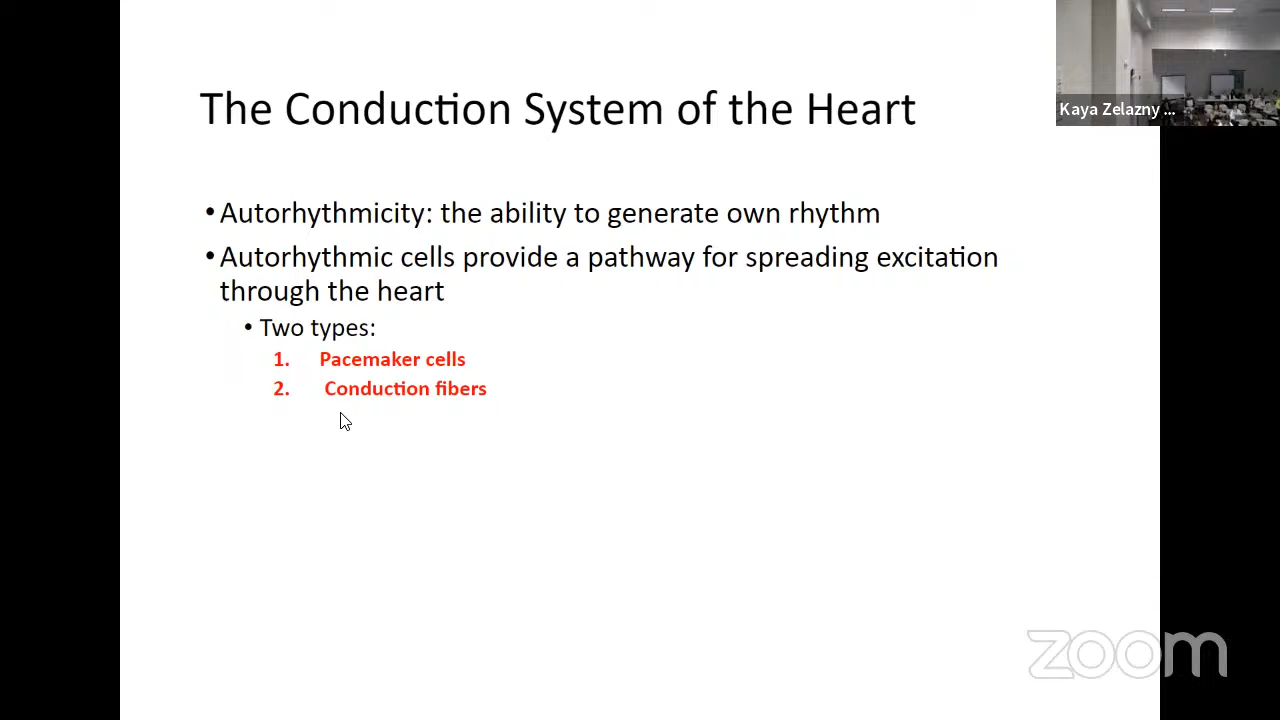 The Conduction System of the Heart
Kaya Zelazny ...
• Autorhythmicity: the ability to generate own rhythm
• Autorhythmic cells provide a pathway for spreading excitation
through the heart
• Two types:
1. Pacemaker cells
2. Conduction fibers
zoom